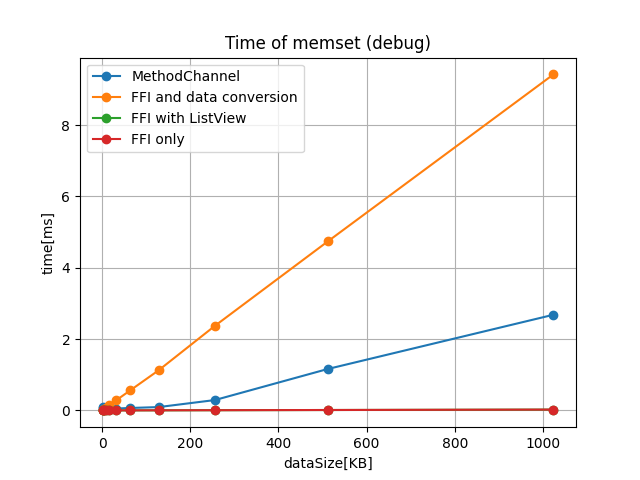 Time of memset (debug)
MethodChannel
FFI and data conversion
FFI with ListView
FFI only
time[ms]
8
6
4
2
0
0 200 400 600 800 1000
dataSize[KB]